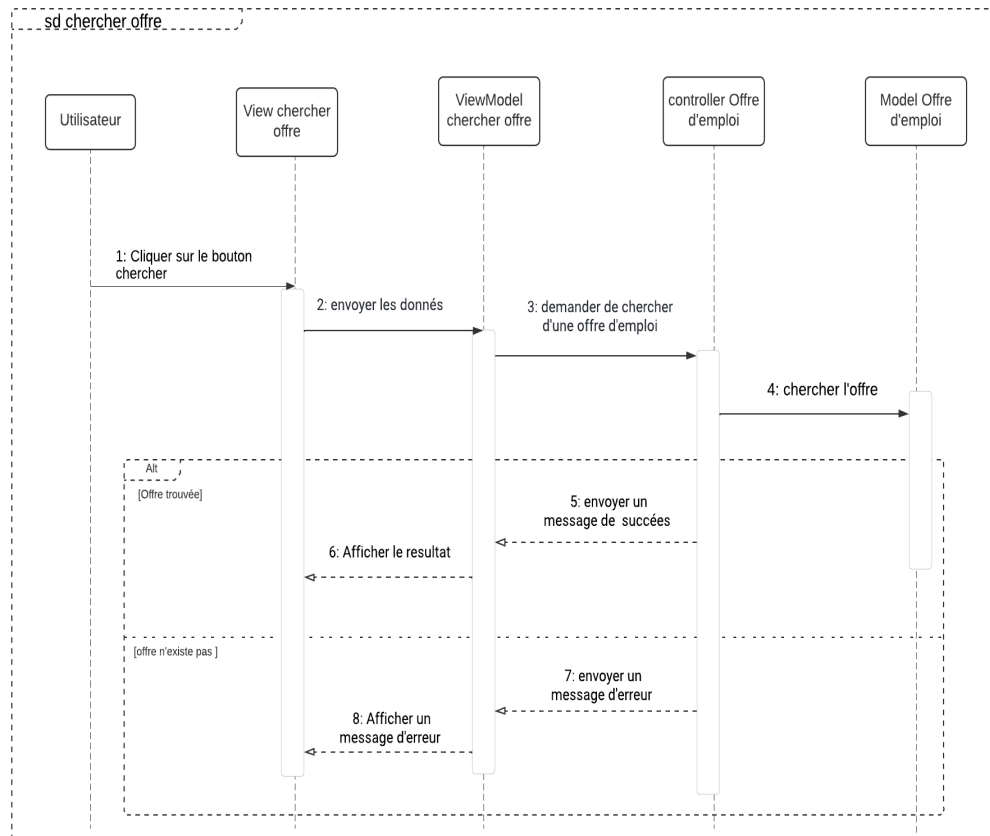 sd chercher offre
Utilisateur
View chercher
offre
ViewModel
chercher offre
controller Offre
d'emploi
Model Offre
d'emploi
1: Cliquer sur le bouton
chercher
2: envoyer les donnés
3: demander de chercher
d'une offre d'emploi
4: chercher l'offre
Alt
[Offre trouvée]
5: envoyer un
message de succées
6: Afficher le resultat
[offre n'existe pas ]
7: envoyer un
message d'erreur
8: Afficher un
message d'erreur